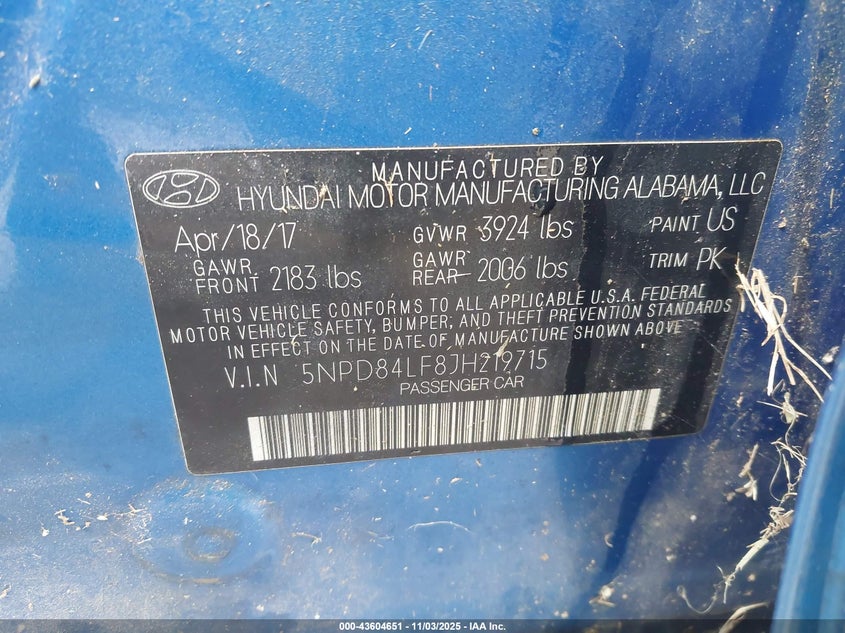 MANUFACTURED BY
HYUNDAI MOTOR MANUFACTURING ALABAMA, LLC
Apr/18/17 GVWR 3924 lbs PAINT US
GAWR FRONT 2183 lbs GAWR REAR 2006 lbs TRIM PK
THIS VEHICLE CONFORMS TO ALL APPLICABLE U.S.A. FEDERAL
MOTOR VEHICLE SAFETY, BUMPER, AND THEFT PREVENTION STANDARDS
IN EFFECT ON THE DATE OF MANUFACTURE SHOWN ABOVE
V.I.N 5NPD84LF8JH219715
PASSENGER CAR
000-43604651 - 11/03/2025 - IAA Inc.